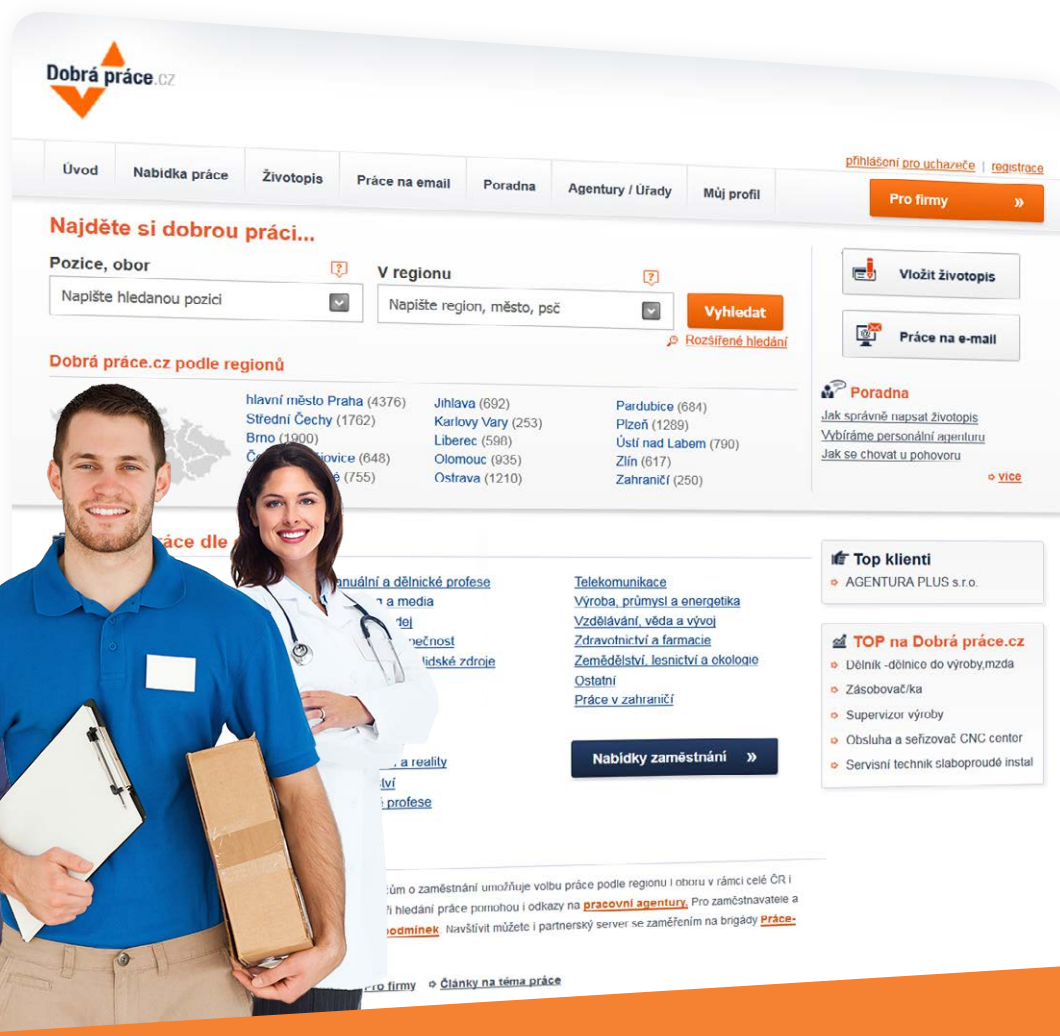 Dobrá práce.cz
přihlášení pro uchazeče | registrace
Úvod Nabídka práce Životopis Práce na email Poradna Agentury / Úřady Můj profil
Pro firmy »
Najděte si dobrou práci...
Pozice, obor ? V regionu ?
Napište hledanou pozici Napište region, město, psč Vyhledat
Rozšířené hledání
Vložit životopis
Práce na e-mail
Dobrá práce.cz podle regionů
hlavní město Praha (4376)
Střední Čechy (1762)
Brno (1900)
(648)
(755)
Jihlava (692)
Karlovy Vary (253)
Liberec (598)
Olomouc (935)
Ostrava (1210)
Pardubice (684)
Plzeň (1289)
Ústí nad Labem (790)
Zlín (617)
Zahraničí (250)
Poradna
Jak správně napsat životopis
Vybíráme personální agenturu
Jak se chovat u pohovoru
více
dle
a dělnické profese
a media
lidské zdroje
a reality
profese
Telekomunikace
Výroba, průmysl a energetika
Vzdělávání, věda a vývoj
Zdravotnictví a farmacie
Zemědělství, lesnictví a ekologie
Ostatní
Práce v zahraničí
Nabídky zaměstnání »
Top klienti
AGENTURA PLUS s.r.o.
TOP na Dobrá práce.cz
Dělník -dělnice do výroby,mzda
Zásobovač/ka
Supervizor výroby
Obsluha a seřizovač CNC center
Servisní technik slaboproudé instal
o zaměstnání umožňuje volbu práce podle regionu i oboru v rámci celé ČR i
hledání práce pomohou i odkazy na pracovní agentury. Pro zaměstnavatele a
podmínek. Navštívit můžete i partnerský server se zaměřením na brigády Práce-
Pro firmy Články na téma práce